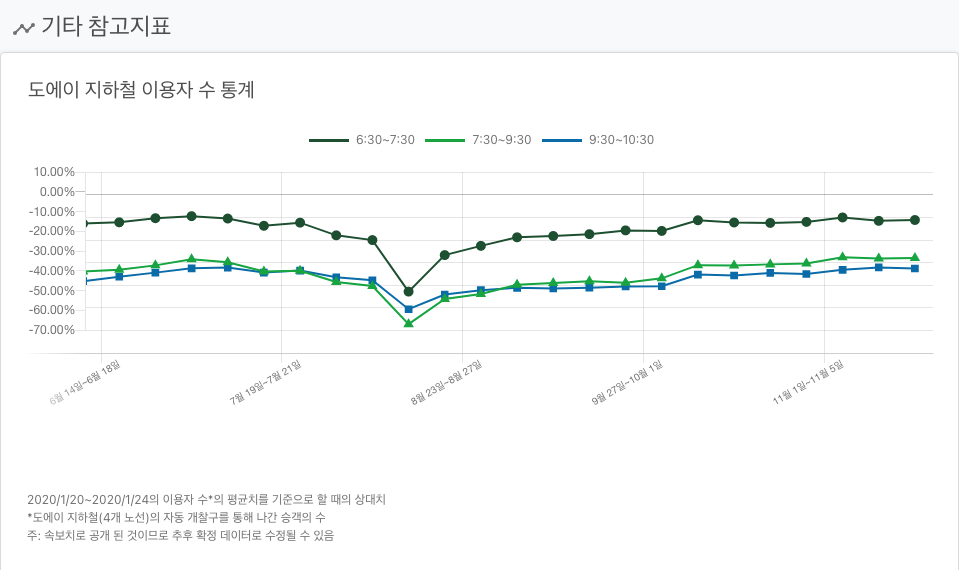 기타 참고지표
도에이 지하철 이용자 수 통계
6:30~7:30 7:30~9:30 9:30~10:30
10.00%
0.00%
-10.00%
-20.00%
-30.00%
-40.00%
-50.00%
-60.00%
-70.00%
6월 14일~6월 18일
7월 19일~7월 21일
8월 23일~8월 27일
9월 27일~10월 1일
11월 1일~11월 5일
2020/1/20~2020/1/24의 이용자 수*의 평균치를 기준으로 할 때의 상대치
*도에이 지하철(4개 노선)의 자동 개찰구를 통해 나간 승객의 수
주: 속보치로 공개 된 것이므로 추후 확정 데이터로 수정될 수 있음